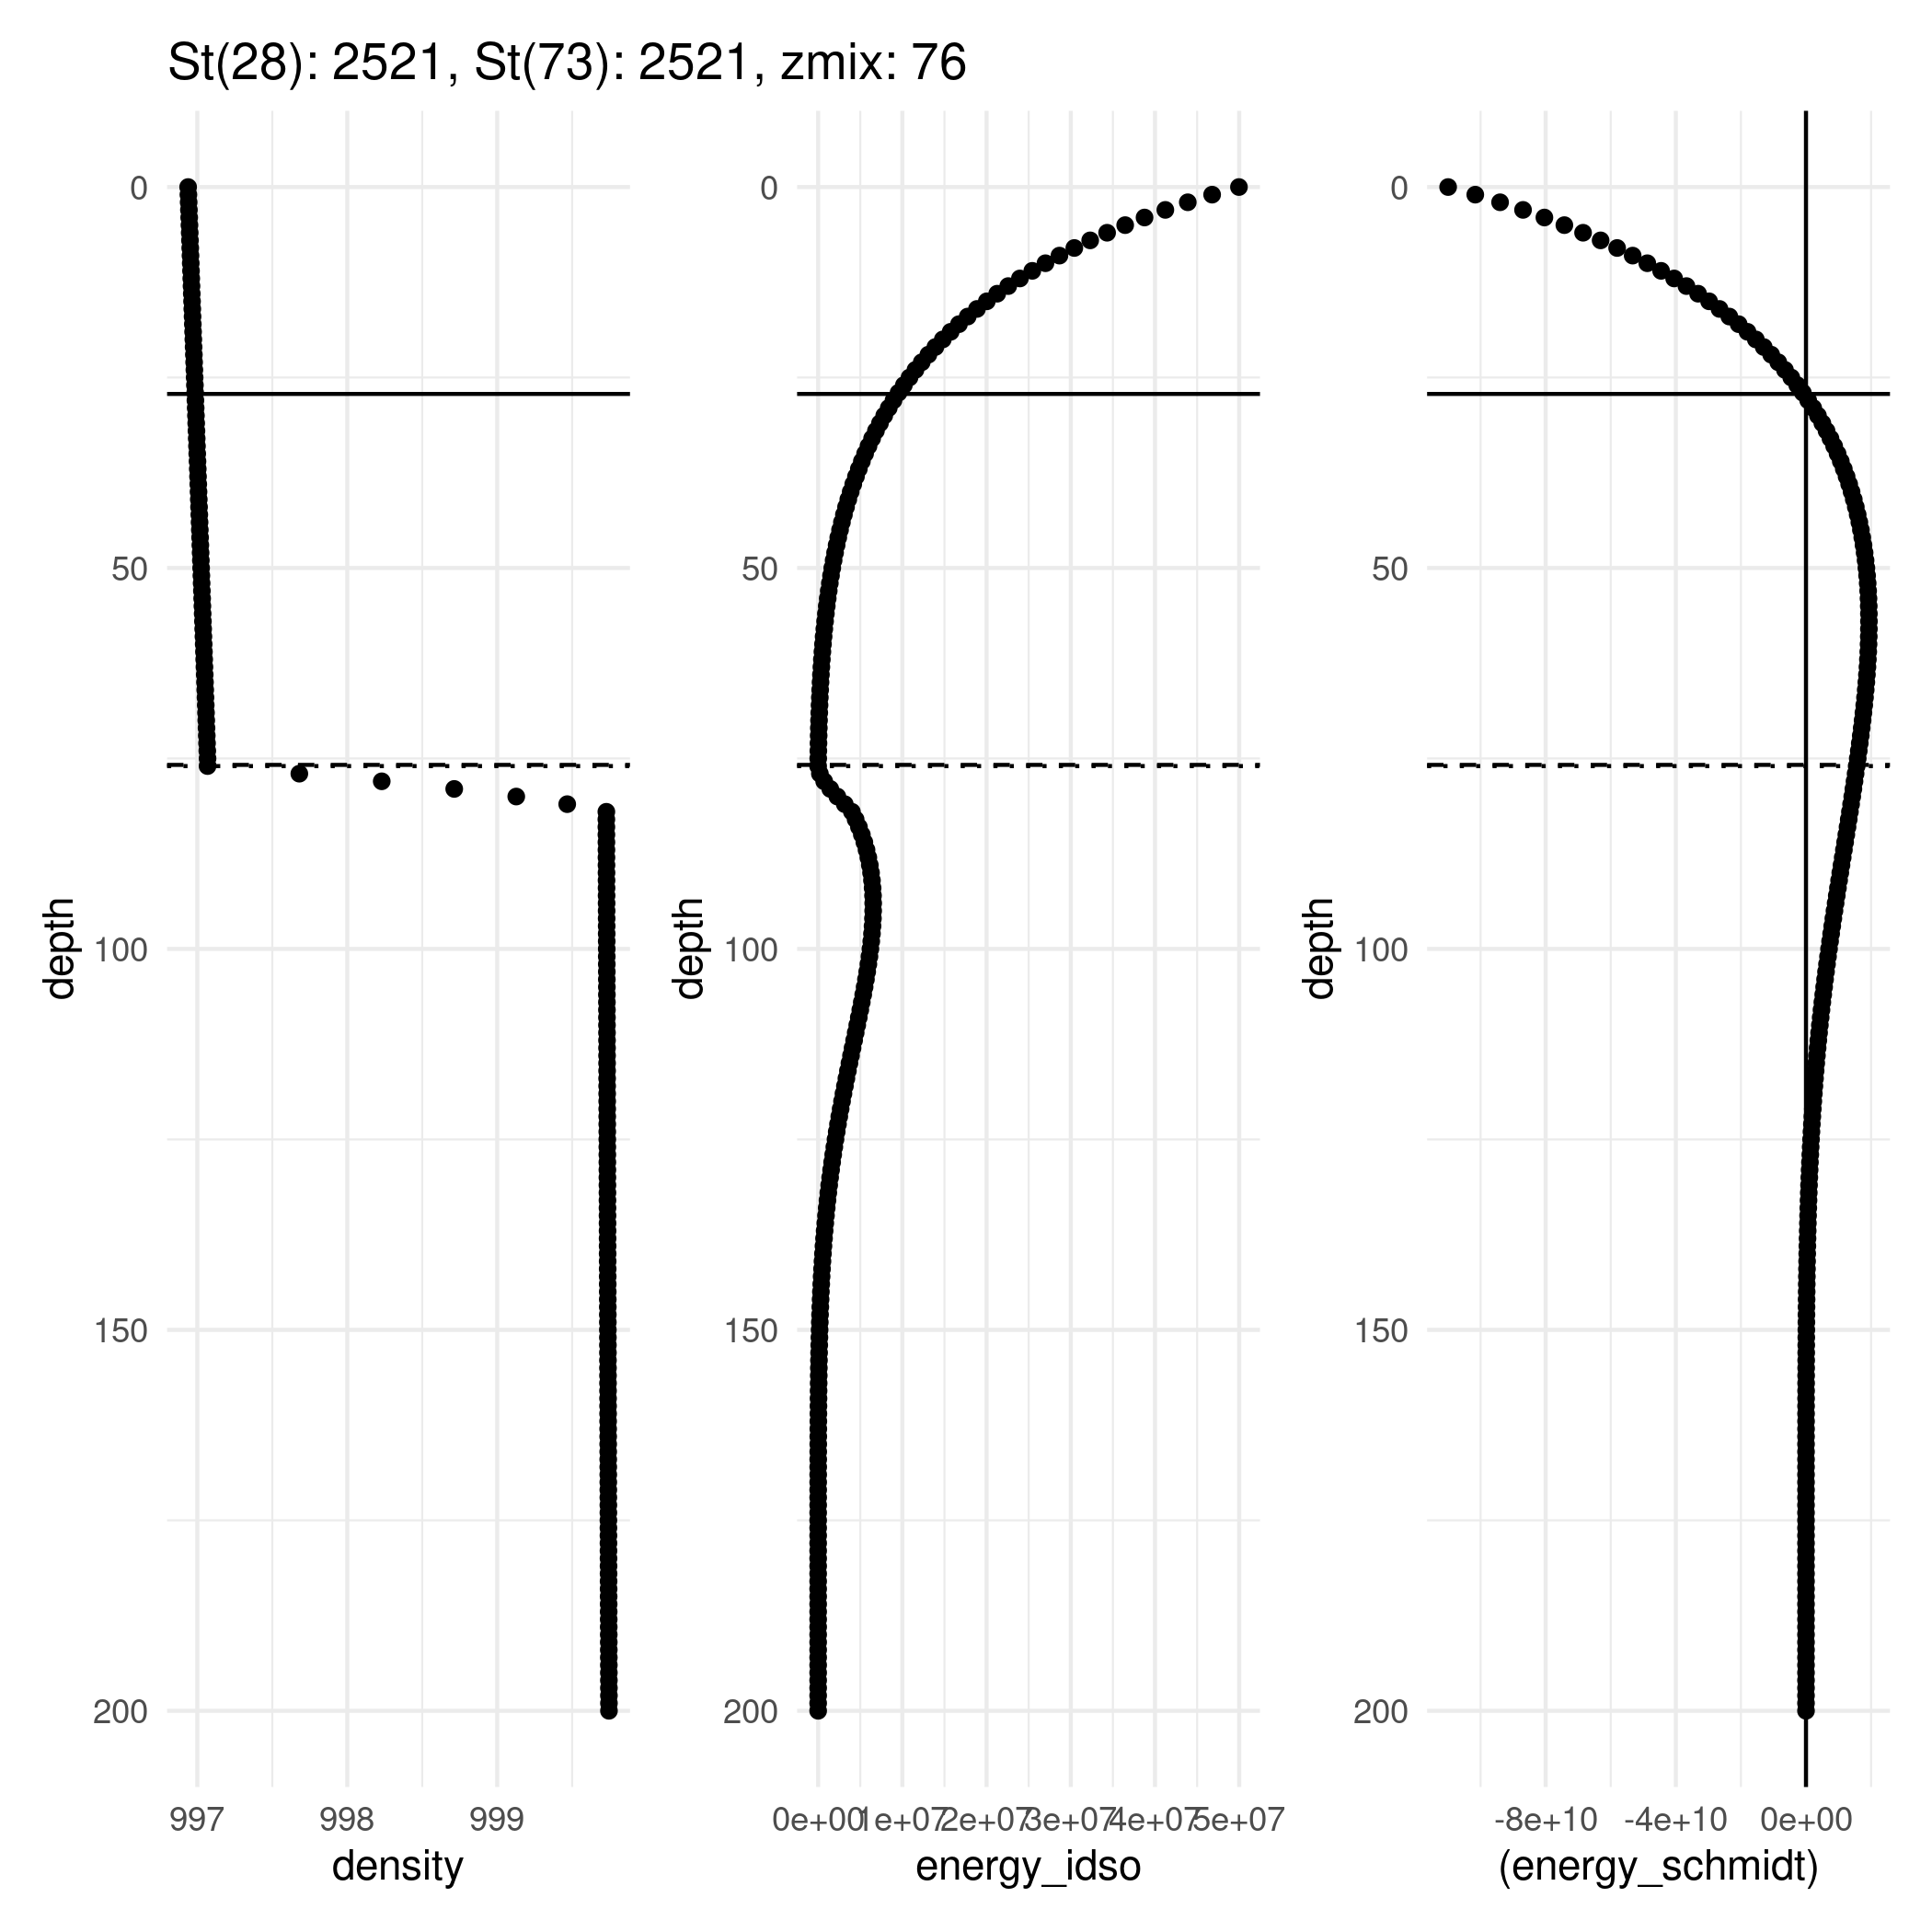 St(28): 2521, St(73): 2521, zmix: 76
0
50
100
150
200
depth
997
998
999
density
0
50
100
150
200
depth
0e+00
1e+07
2e+07
3e+07
4e+07
5e+07
energy_idso
0
50
100
150
200
depth
-8e+10
-4e+10
0e+00
(energy_schmidt)